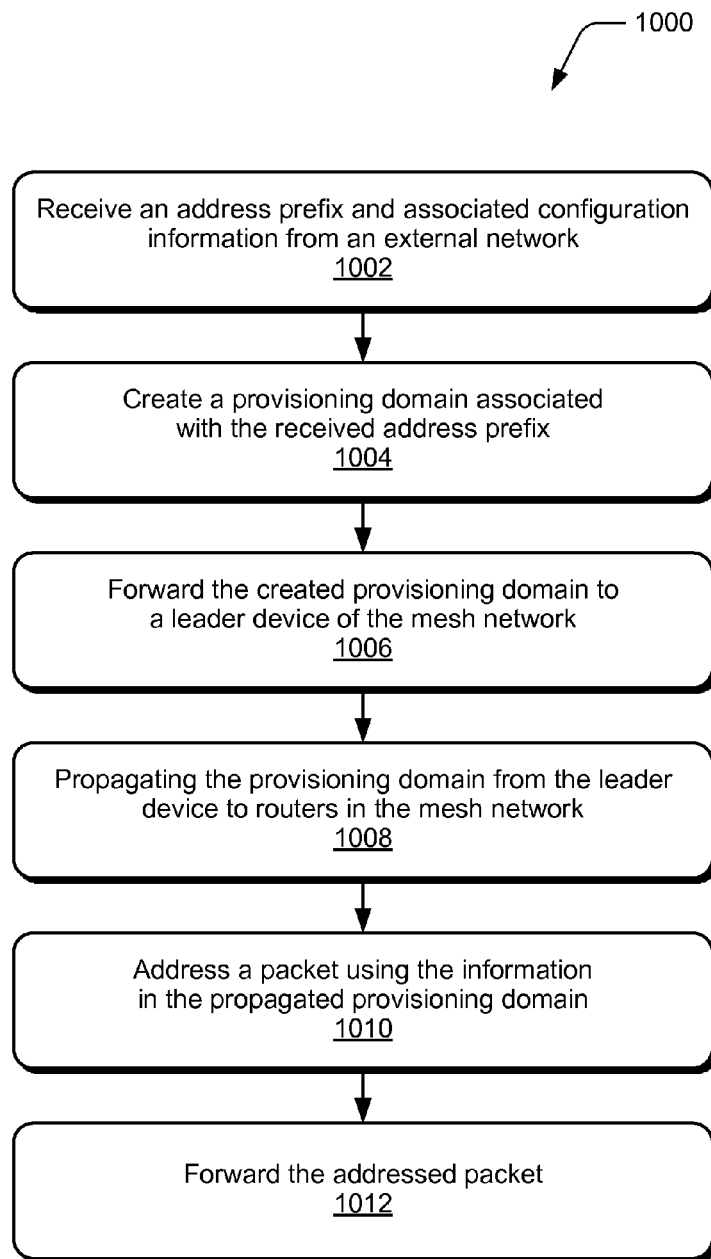 1000
Receive an address prefix and associated configuration
information from an external network
1002
Create a provisioning domain associated
with the received address prefix
1004
Forward the created provisioning domain to
a leader device of the mesh network
1006
Propagating the provisioning domain from the leader
device to routers in the mesh network
1008
Address a packet using the information
in the propagated provisioning domain
1010
Forward the addressed packet
1012